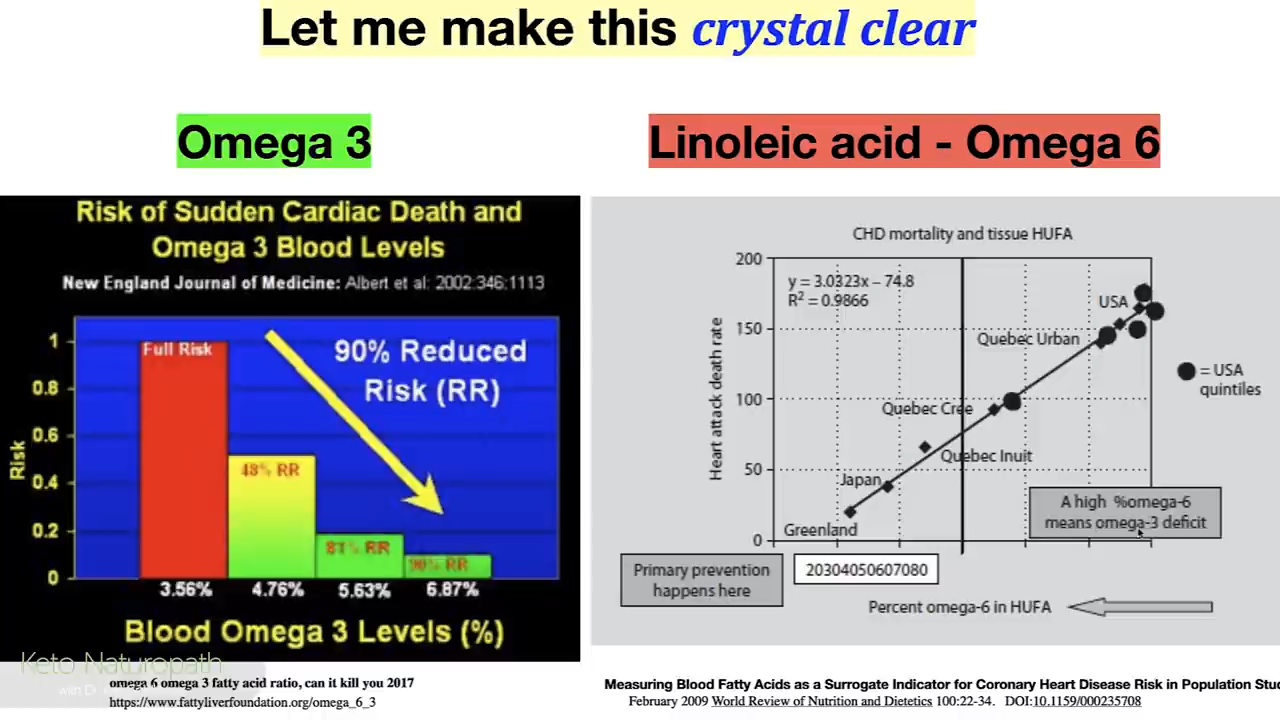 Let me make this crystal clear
Omega 3
Linoleic acid - Omega 6
Risk of Sudden Cardiac Death and
Omega 3 Blood Levels
New England Journal of Medicine: Albert et al: 2002:346:1113
Risk
1
0.8
0.6
0.4
0.2
0
Full Risk
48% RR
81% RR
90% RR
90% Reduced
Risk (RR)
3.56%
4.76%
5.63%
6.87%
Blood Omega 3 Levels (%)
Keto Naturopath
omega 6 omega 3 fatty acid ratio, can it kill you 2017
https://www.fattyliverfoundation.org/omega_6_3
CHD mortality and tissue HUFA
Heart attack death rate
200
150
100
50
0
y = 3.0323x – 74.8
R² = 0.9866
USA
Quebec Urban
Quebec Cree
Quebec Inuit
Japan
Greenland
= USA
quintiles
A high %omega-6
means omega-3 deficit
Primary prevention
happens here
20304050607080
Percent omega-6 in HUFA
Measuring Blood Fatty Acids as a Surrogate Indicator for Coronary Heart Disease Risk in Population Stu
February 2009 World Review of Nutrition and Dietetics 100:22-34. DOI:10.1159/000235708